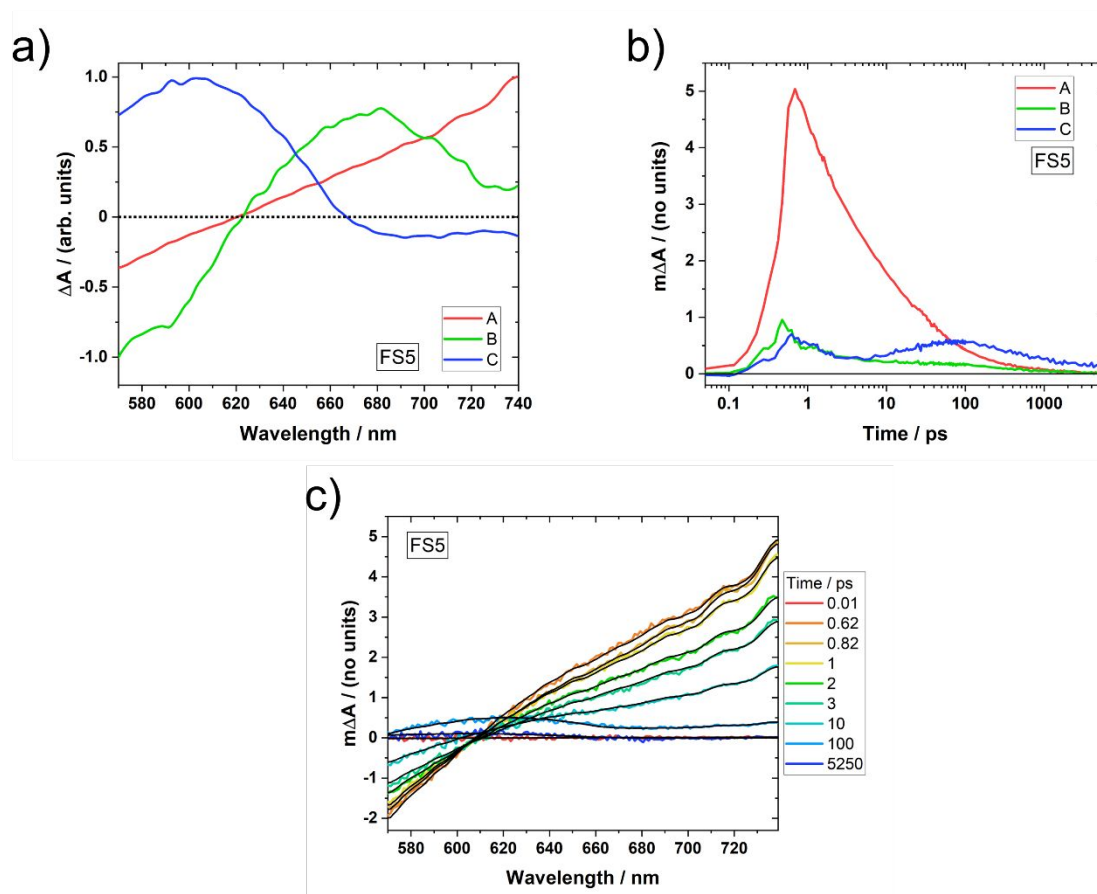 a)
ΔA / (arb. units)
1.0
0.5
0
-0.5
-1.0
580 600 620 640 660 680 700 720 740
Wavelength / nm
FS5
A
B
C
b)
mΔA / (no units)
5
4
3
2
1
0
0.1 1 10 100 1000
Time / ps
A
B
C
FS5
c)
FS5
mΔA / (no units)
5
4
3
2
1
0
-1
-2
580 600 620 640 660 680 700 720
Wavelength / nm
Time / ps
0.01
0.62
0.82
1
2
3
10
100
5250